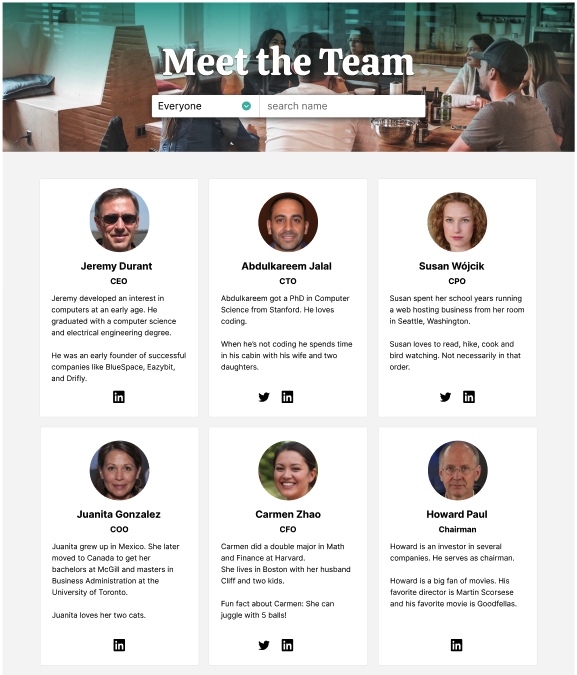 Meet the Team
Everyone
search name
Jeremy Durant
CEO
Jeremy developed an interest in
computers at an early age. He
graduated with a computer science
and electrical engineering degree.
He was an early founder of successful
companies like BlueSpace, Eazybit,
and Drifly.
in
Abdulkareem Jalal
CTO
Abdulkareem got a PhD in Computer
Science from Stanford. He loves
coding.
When he's not coding he spends time
in his cabin with his wife and two
daughters.
in
Susan Wójcik
CPO
Susan spent her school years running
a web hosting business from her room
in Seattle, Washington.
Susan loves to read, hike, cook and
bird watching. Not necessarily in that
order.
in
Juanita Gonzalez
COO
Juanita grew up in Mexico. She later
moved to Canada to get her
bachelors at McGill and masters in
Business Administration at the
University of Toronto.
Juanita loves her two cats.
in
Carmen Zhao
CFO
Carmen did a double major in Math
and Finance at Harvard.
She lives in Boston with her husband
Cliff and two kids.
Fun fact about Carmen: She can
juggle with 5 balls!
in
Howard Paul
Chairman
Howard is an investor in several
companies. He serves as chairman.
Howard is a big fan of movies. His
favorite director is Martin Scorsese
and his favorite movie is Goodfellas.
in